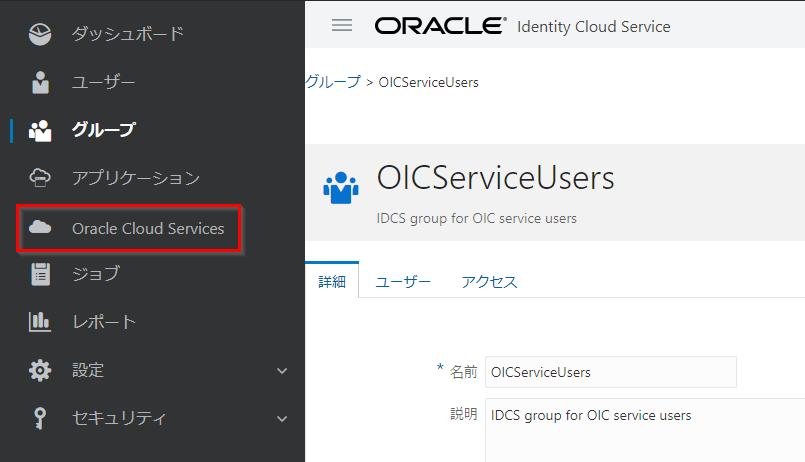 ダッシュボード
ユーザー
グループ
アプリケーション
Oracle Cloud Services
ジョブ
レポート
設定
セキュリティ
ORACLE® Identity Cloud Service
グループ > OICServiceUsers
OICServiceUsers
IDCS group for OIC service users
詳細 ユーザー アクセス
* 名前 OICServiceUsers
説明 IDCS group for OIC service users